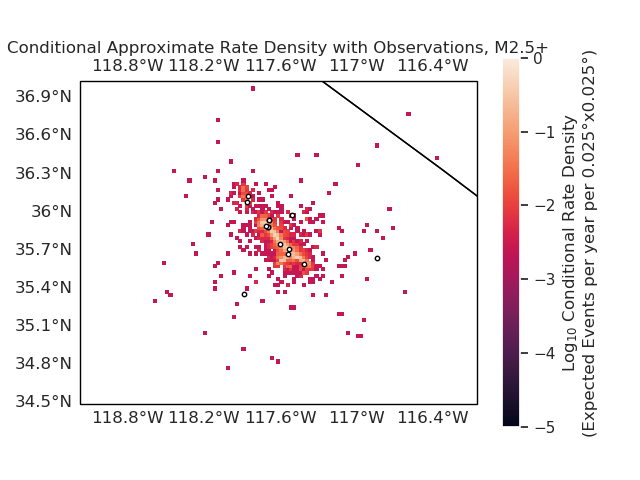 Conditional Approximate Rate Density with Observations, M2.5+
118.8°W 118.2°W 117.6°W 117°W 116.4°W
36.9°N
36.6°N
36.3°N
36°N
35.7°N
35.4°N
35.1°N
34.8°N
34.5°N
118.8°W 118.2°W 117.6°W 117°W 116.4°W
0
−1
−2
−3
−4
−5
Log₁₀ Conditional Rate Density
(Expected Events per year per 0.025°x0.025°)